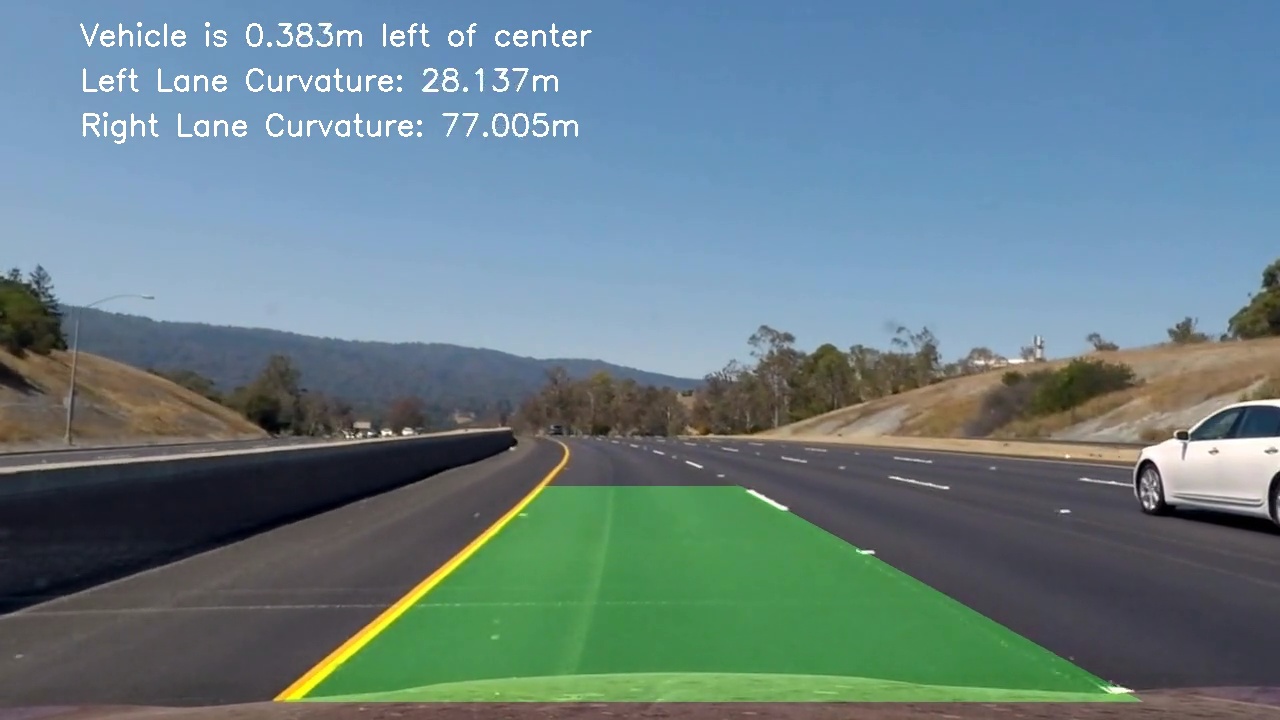 Vehicle is 0.383m left of center
Left Lane Curvature: 28.137m
Right Lane Curvature: 77.005m